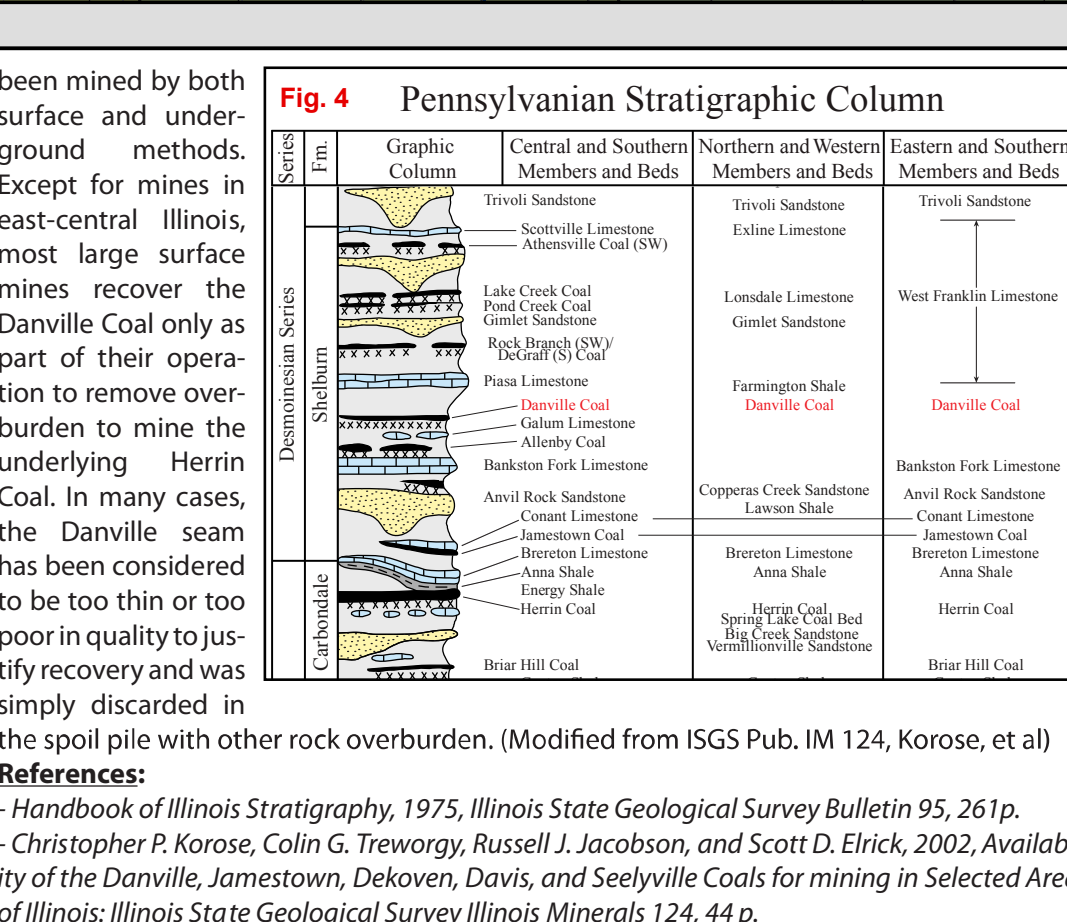 been mined by both
surface and under-
ground methods.
Except for mines in
east-central Illinois,
most large surface
mines recover the
Danville Coal only as
part of their opera-
tion to remove over-
burden to mine the
underlying Herrin
Coal. In many cases,
the Danville seam
has been considered
to be too thin or too
poor in quality to jus-
tify recovery and was
simply discarded in
the spoil pile with other rock overburden. (Modified from ISGS Pub. IM 124, Korose, et al)
Fig. 4 Pennsylvanian Stratigraphic Column
Series
Fm.
Graphic
Column
Central and Southern
Members and Beds
Northern and Western
Members and Beds
Eastern and Southern
Members and Beds
Desmoinesian Series
Shelburn
Carbondale
Trivoli Sandstone
Scottville Limestone
Athensville Coal (SW)
Lake Creek Coal
Pond Creek Coal
Gimlet Sandstone
Rock Branch (SW)/
DeGraff (S) Coal
Piasa Limestone
Danville Coal
Galum Limestone
Allenby Coal
Bankston Fork Limestone
Anvil Rock Sandstone
Conant Limestone
Jamestown Coal
Brereton Limestone
Anna Shale
Energy Shale
Herrin Coal
Briar Hill Coal
Trivoli Sandstone
Exline Limestone
Lonsdale Limestone
Gimlet Sandstone
Farmington Shale
Danville Coal
Copperas Creek Sandstone
Lawson Shale
Brereton Limestone
Anna Shale
Herrin Coal
Spring Lake Coal Bed
Big Creek Sandstone
Vermillionville Sandstone
Trivoli Sandstone
West Franklin Limestone
Danville Coal
Bankston Fork Limestone
Anvil Rock Sandstone
Conant Limestone
Jamestown Coal
Brereton Limestone
Anna Shale
Herrin Coal
Briar Hill Coal
References:
- Handbook of Illinois Stratigraphy, 1975, Illinois State Geological Survey Bulletin 95, 261p.
- Christopher P. Korose, Colin G. Treworgy, Russell J. Jacobson, and Scott D. Elrick, 2002, Availab
ity of the Danville, Jamestown, Dekoven, Davis, and Seelyville Coals for mining in Selected Area
of Illinois: Illinois State Geological Survey Illinois Minerals 124, 44 p.